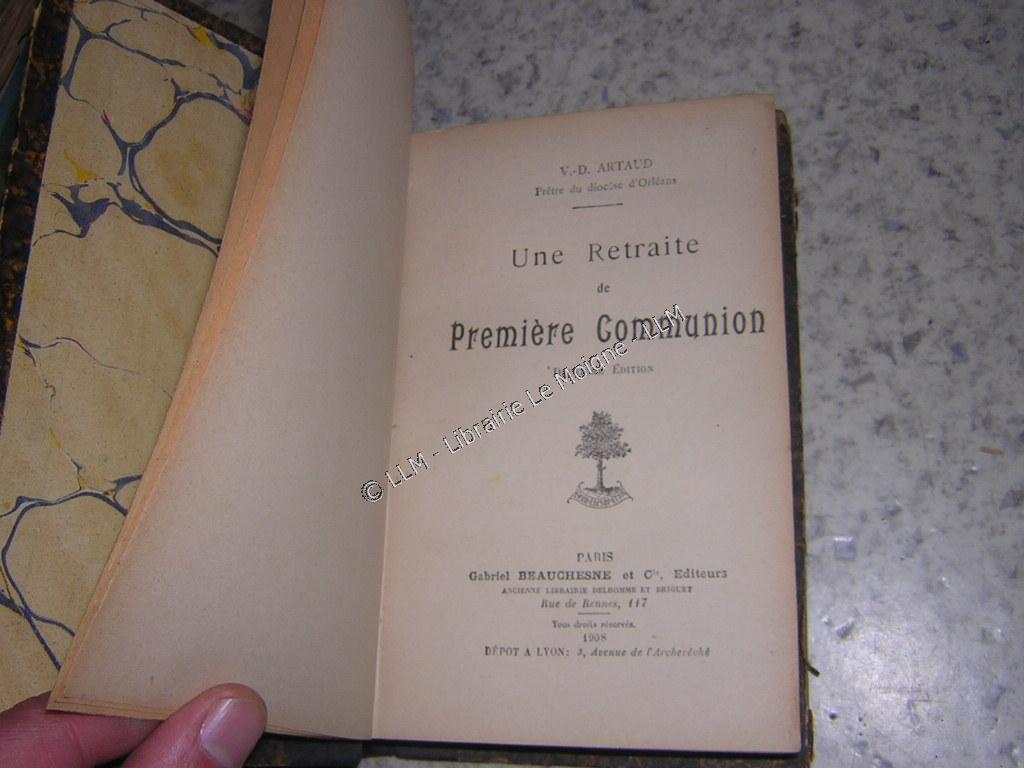 V.-D. ARTAUD
Prêtre du diocèse d'Orléans
Une Retraite
de
Première Communion
ÉDITION
© LLM - Librairie Le Moigne - LLM
PARIS
Gabriel BEAUCHESNE et Cie, Éditeurs
ANCIENNE LIBRAIRIE DELHOMME ET BRIGUET
Rue de Rennes, 117
Tous droits réservés.
1908
DÉPOT A LYON: 3, Avenue de l'Archevêché